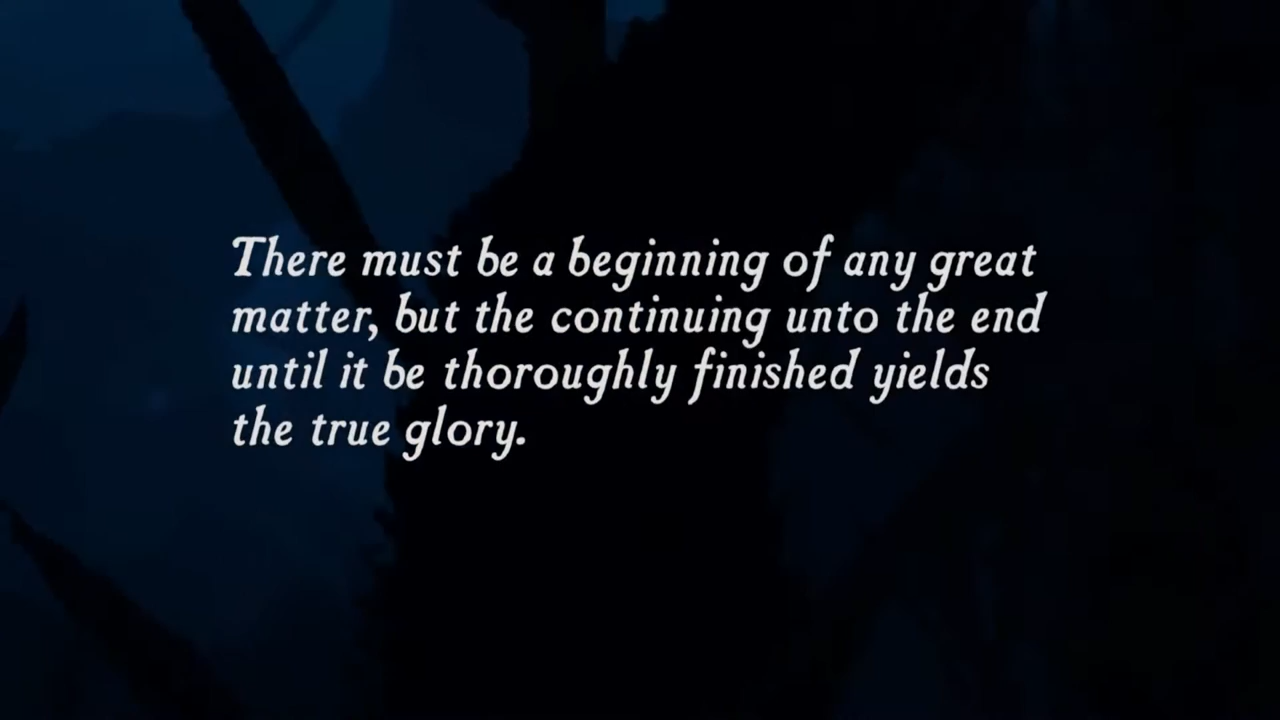 There must be a beginning of any great
matter, but the continuing unto the end
until it be thoroughly finished yields
the true glory.